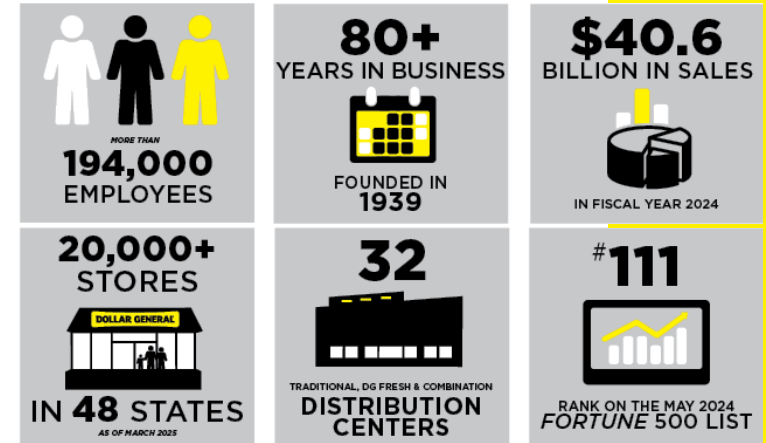 MORE THAN
194,000
EMPLOYEES
80+
YEARS IN BUSINESS
FOUNDED IN
1939
$40.6
BILLION IN SALES
IN FISCAL YEAR 2024
20,000+
STORES
DOLLAR GENERAL
IN 48 STATES
AS OF MARCH 2025
32
TRADITIONAL, DG FRESH & COMBINATION
DISTRIBUTION
CENTERS
#111
RANK ON THE MAY 2024
FORTUNE 500 LIST